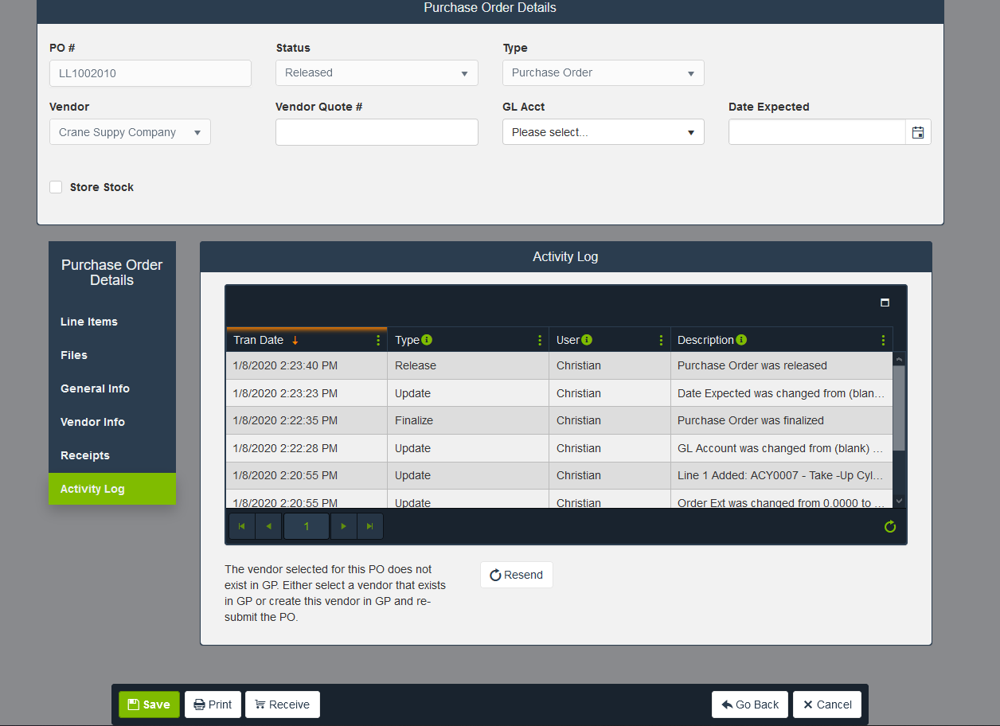 Purchase Order Details
PO #
Status
Type
LL1002010
Released
Purchase Order
Vendor
Vendor Quote #
GL Acct
Date Expected
Crane Suppy Company
Please select...
Store Stock
Purchase Order
Details
Line Items
Files
General Info
Vendor Info
Receipts
Activity Log
Activity Log
Tran Date Type User Description
1/8/2020 2:23:40 PM Release Christian Purchase Order was released
1/8/2020 2:23:23 PM Update Christian Date Expected was changed from (blan...
1/8/2020 2:22:35 PM Finalize Christian Purchase Order was finalized
1/8/2020 2:22:28 PM Update Christian GL Account was changed from (blank) ...
1/8/2020 2:20:55 PM Update Christian Line 1 Added: ACY0007 - Take -Up Cyl...
1/8/2020 2:20:55 PM Update Christian Order Ext was changed from 0.0000 to ...
1
The vendor selected for this PO does not
exist in GP. Either select a vendor that exists
in GP or create this vendor in GP and re-
submit the PO.
Resend
Save Print Receive Go Back Cancel